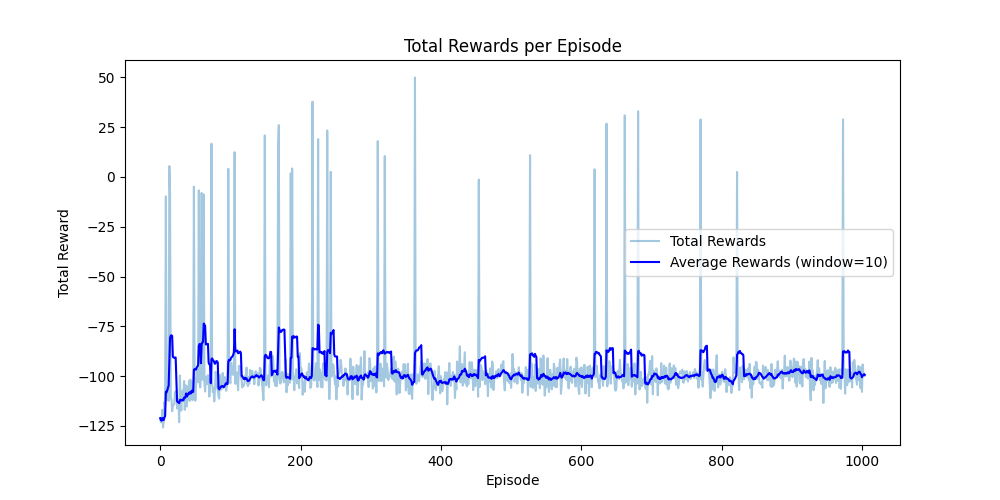 Total Rewards per Episode
Total Reward
50
25
0
−25
−50
−75
−100
−125
Total Rewards
Average Rewards (window=10)
0 200 400 600 800 1000
Episode